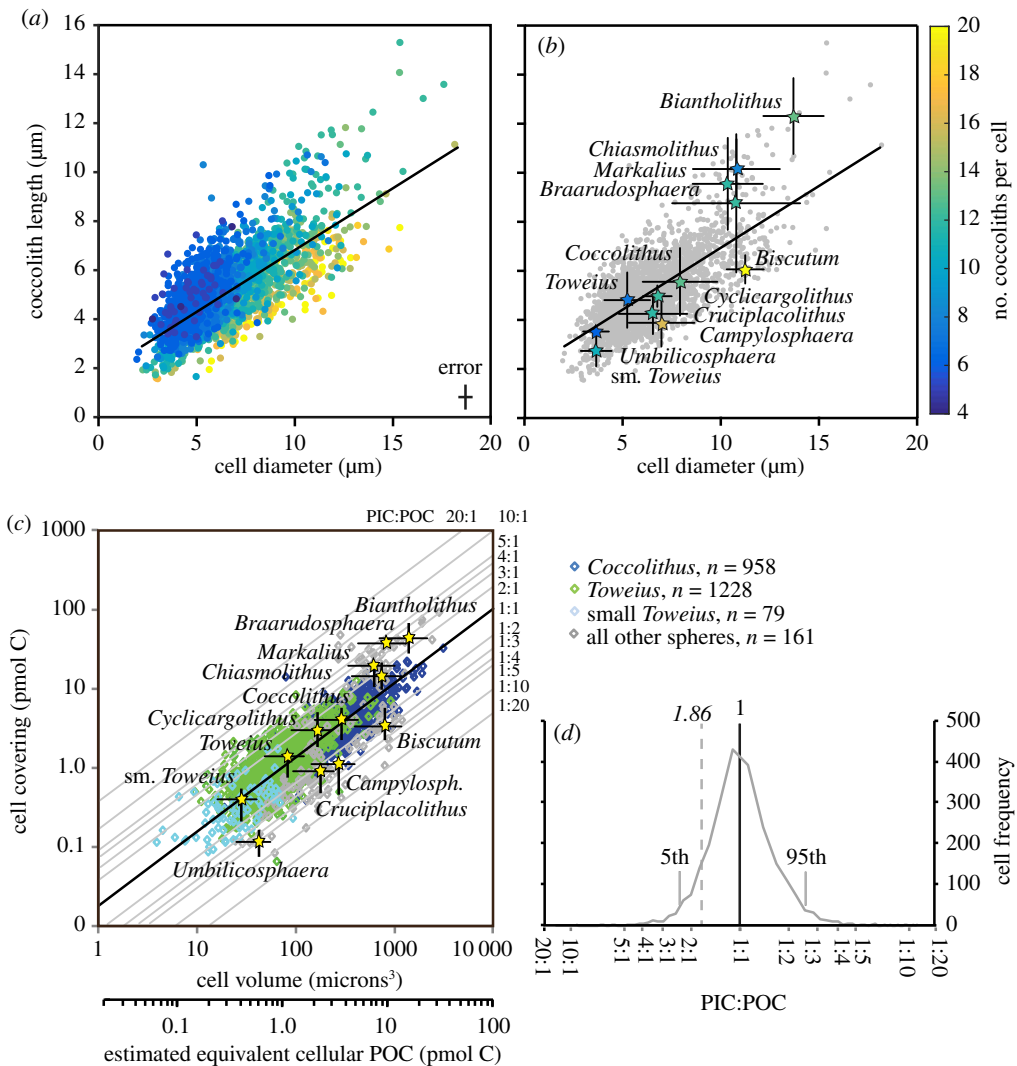 (a)
16
14
12
10
8
6
4
2
0
coccolith length (μm)
error
0 5 10 15 20
cell diameter (μm)
(b)
Biantholithus
Chiasmolithus
Markalius
Braarudosphaera
Coccolithus
Biscutum
Toweius
Cyclicargolithus
Cruciplacolithus
Campylosphaera
Umbilicosphaera
sm. Toweius
0 5 10 15 20
cell diameter (μm)
20
18
16
14
12
10
8
6
4
no. coccoliths per cell
(c)
PIC:POC 20:1 10:1
5:1
4:1
3:1
2:1
1:1
1:2
1:3
1:4
1:5
1:10
1:20
1000
100
10
1.0
0.1
0
cell covering (pmol C)
Biantholithus
Braarudosphaera
Markalius
Chiasmolithus
Coccolithus
Cyclicargolithus
Toweius
Biscutum
sm. Toweius
Campylosph.
Cruciplacolithus
Umbilicosphaera
1 10 100 1000 10 000
cell volume (microns³)
0.1 1.0 10 100
estimated equivalent cellular POC (pmol C)
Coccolithus, n = 958
Toweius, n = 1228
small Toweius, n = 79
all other spheres, n = 161
(d)
1.86
1
5th
95th
500
400
300
200
100
0
cell frequency
20:1 10:1 5:1 4:1 3:1 2:1 1:1 1:2 1:3 1:4 1:5 1:10 1:20
PIC:POC